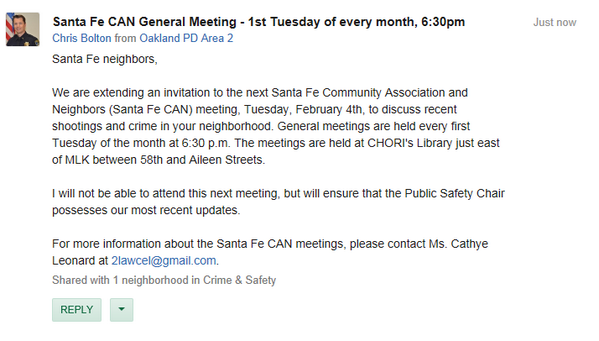 Santa Fe CAN General Meeting - 1st Tuesday of every month, 6:30pm
Just now
Chris Bolton from Oakland PD Area 2
Santa Fe neighbors,
We are extending an invitation to the next Santa Fe Community Association and
Neighbors (Santa Fe CAN) meeting, Tuesday, February 4th, to discuss recent
shootings and crime in your neighborhood. General meetings are held every first
Tuesday of the month at 6:30 p.m. The meetings are held at CHORI's Library just east
of MLK between 58th and Aileen Streets.
I will not be able to attend this next meeting, but will ensure that the Public Safety Chair
possesses our most recent updates.
For more information about the Santa Fe CAN meetings, please contact Ms. Cathye
Leonard at 2lawcel@gmail.com.
Shared with 1 neighborhood in Crime & Safety
REPLY